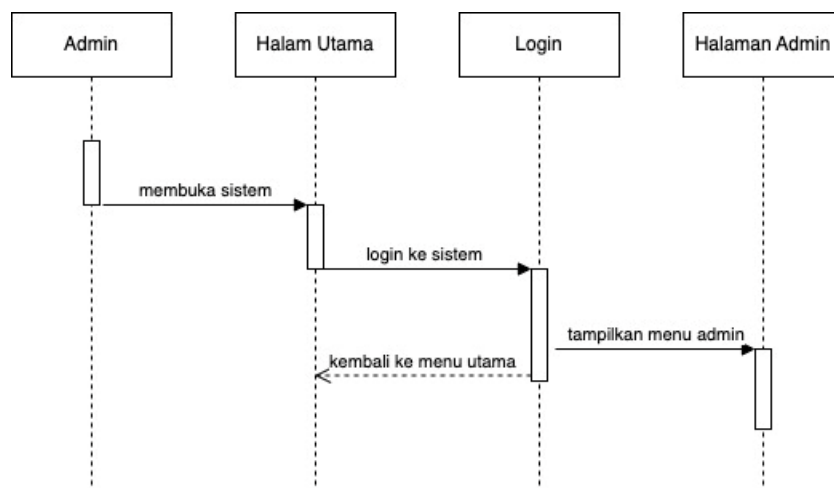 Admin
Halam Utama
Login
Halaman Admin
membuka sistem
login ke sistem
tampilkan menu admin
kembali ke menu utama